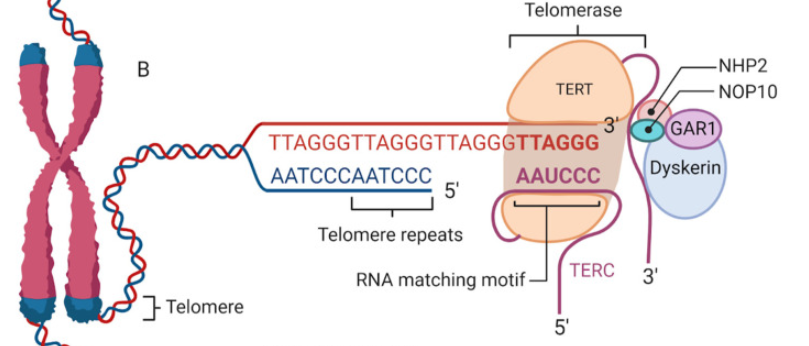 Telomerase
B
TERT
NHP2
NOP10
3'
GAR1
TTAGGGTTAGGGTTAGGGTTAGGG
Dyskerin
AATCCCAATCCC
5'
AAUCCC
Telomere repeats
RNA matching motif
TERC
3'
Telomere
5'